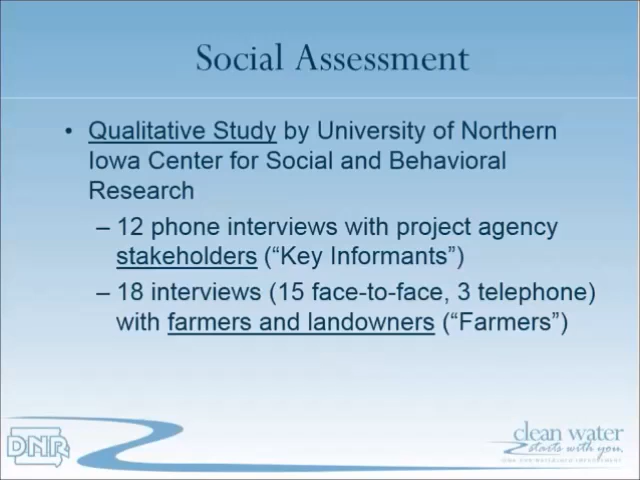 Social Assessment
• Qualitative Study by University of Northern
Iowa Center for Social and Behavioral
Research
– 12 phone interviews with project agency
stakeholders (“Key Informants”)
– 18 interviews (15 face-to-face, 3 telephone)
with farmers and landowners (“Farmers”)
DNR
clean water
starts with you.